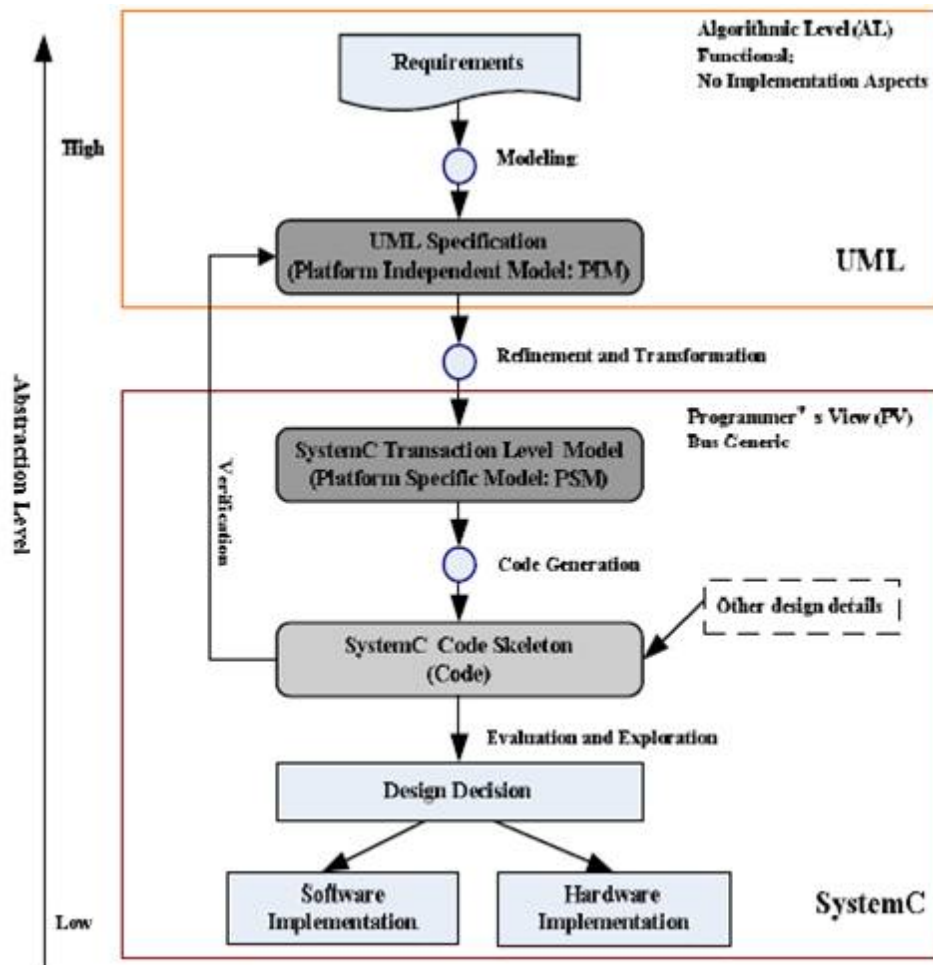 Algorithmic Level (AL)
Functional;
No Implementation Aspects
Requirements
High
Modeling
UML Specification
(Platform Independent Model: PIM)
UML
Refinement and Transformation
Programmer's View (PV)
Bus Generic
SystemC Transaction Level Model
(Platform Specific Model: PSM)
Abstraction Level
Verification
Code Generation
Other design details
SystemC Code Skeleton
(Code)
Evaluation and Exploration
Design Decision
Software
Implementation
Hardware
Implementation
SystemC
Low